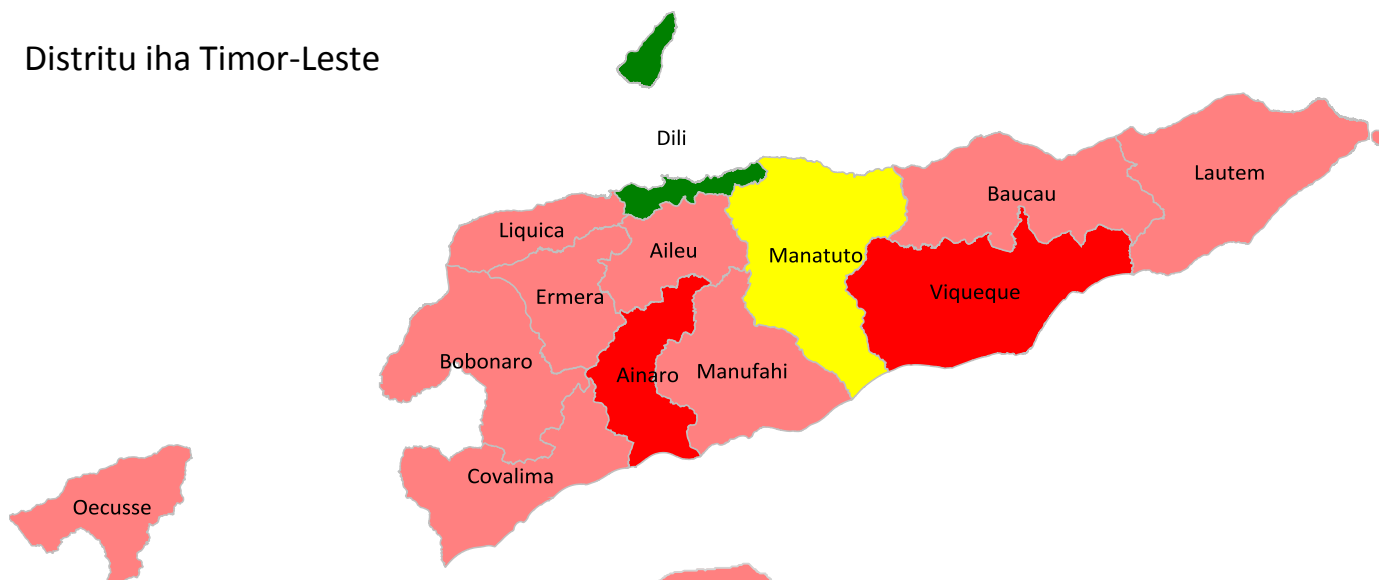 Distritu iha Timor-Leste
Dili
Lautem
Baucau
Liquica
Aileu
Manatuto
Viqueque
Ermera
Bobonaro
Ainaro
Manufahi
Covalima
Oecusse